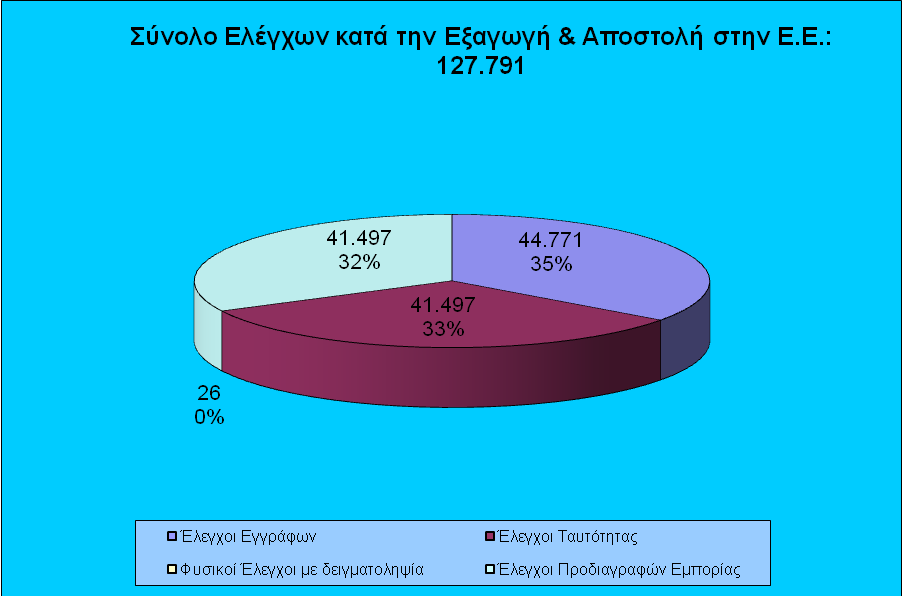 Σύνολο Ελέγχων κατά την Εξαγωγή & Αποστολή στην Ε.Ε.:
127.791
41.497
32%
44.771
35%
41.497
33%
26
0%
Έλεγχοι Εγγράφων
Έλεγχοι Ταυτότητας
Φυσικοί Έλεγχοι με δειγματοληψία
Έλεγχοι Προδιαγραφών Εμπορίας